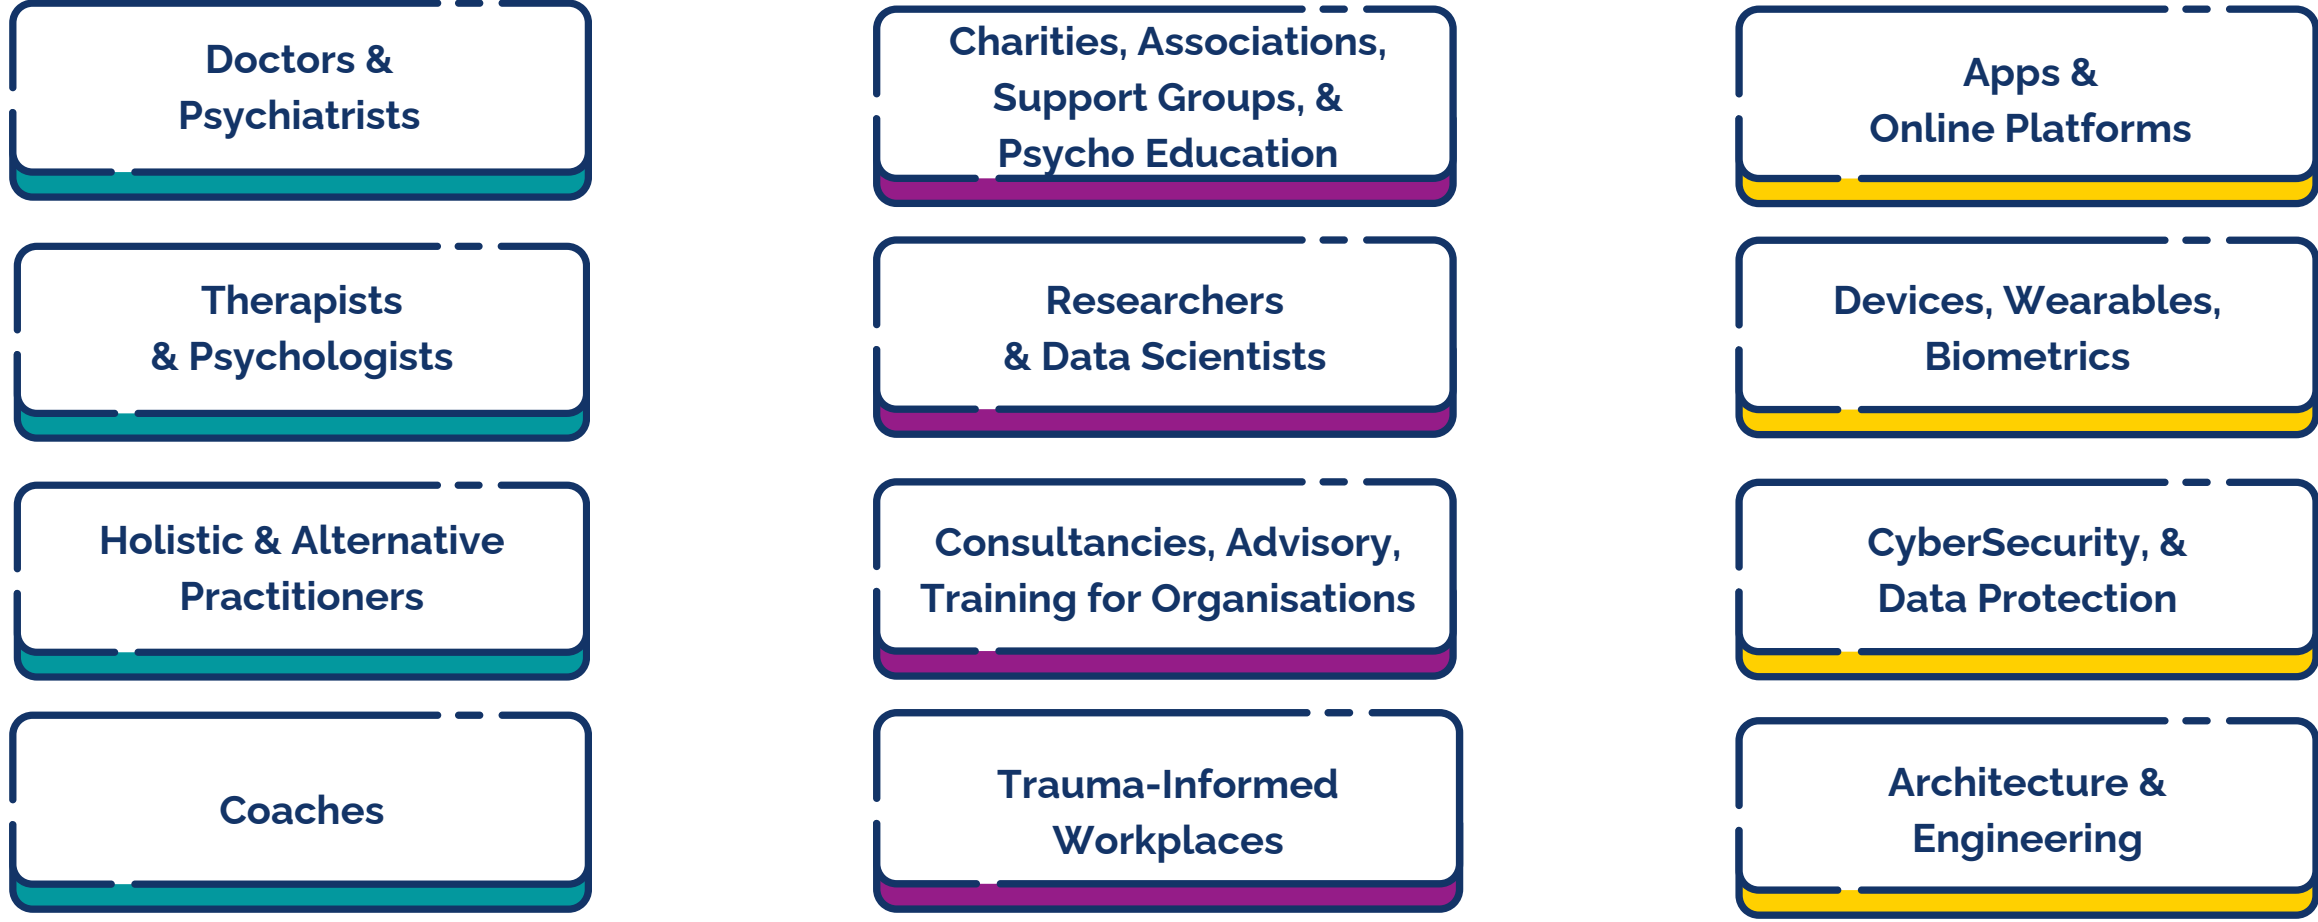 Doctors &
Psychiatrists
Therapists
& Psychologists
Holistic & Alternative
Practitioners
Coaches
Charities, Associations,
Support Groups, &
Psycho Education
Researchers
& Data Scientists
Consultancies, Advisory,
Training for Organisations
Trauma-Informed
Workplaces
Apps &
Online Platforms
Devices, Wearables,
Biometrics
CyberSecurity, &
Data Protection
Architecture &
Engineering